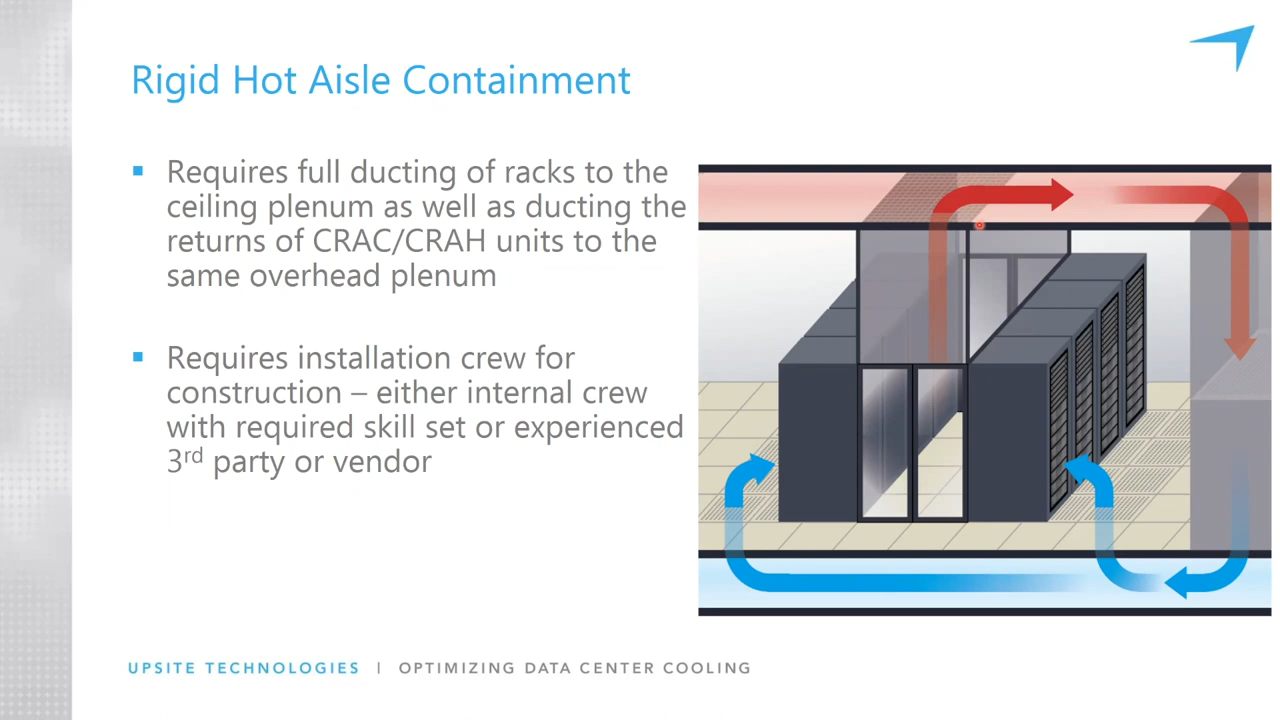 Rigid Hot Aisle Containment
Requires full ducting of racks to the
ceiling plenum as well as ducting the
returns of CRAC/CRAH units to the
same overhead plenum
Requires installation crew for
construction – either internal crew
with required skill set or experienced
3rd party or vendor
UPSITE TECHNOLOGIES | OPTIMIZING DATA CENTER COOLING